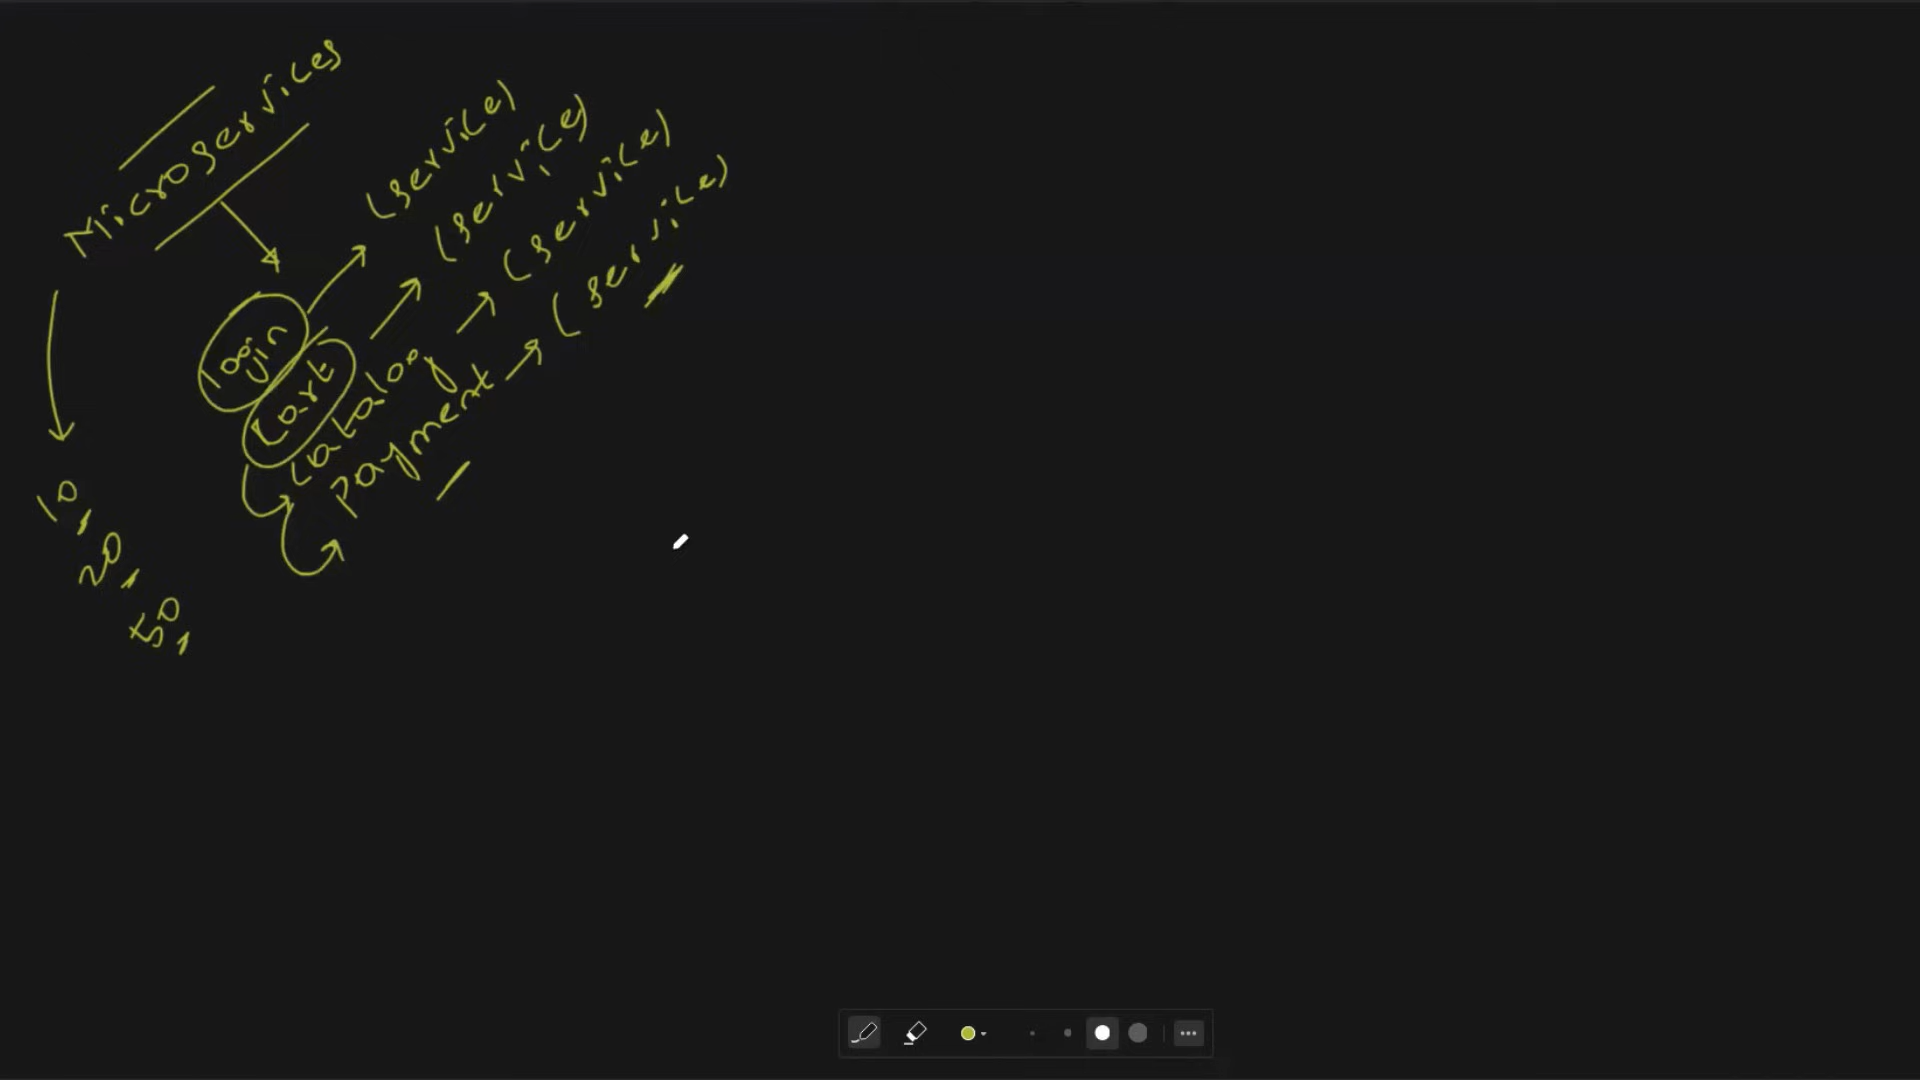 Microservices
login (service)
cart (service)
catalog (service)
payment (service)
10,
20,
50,